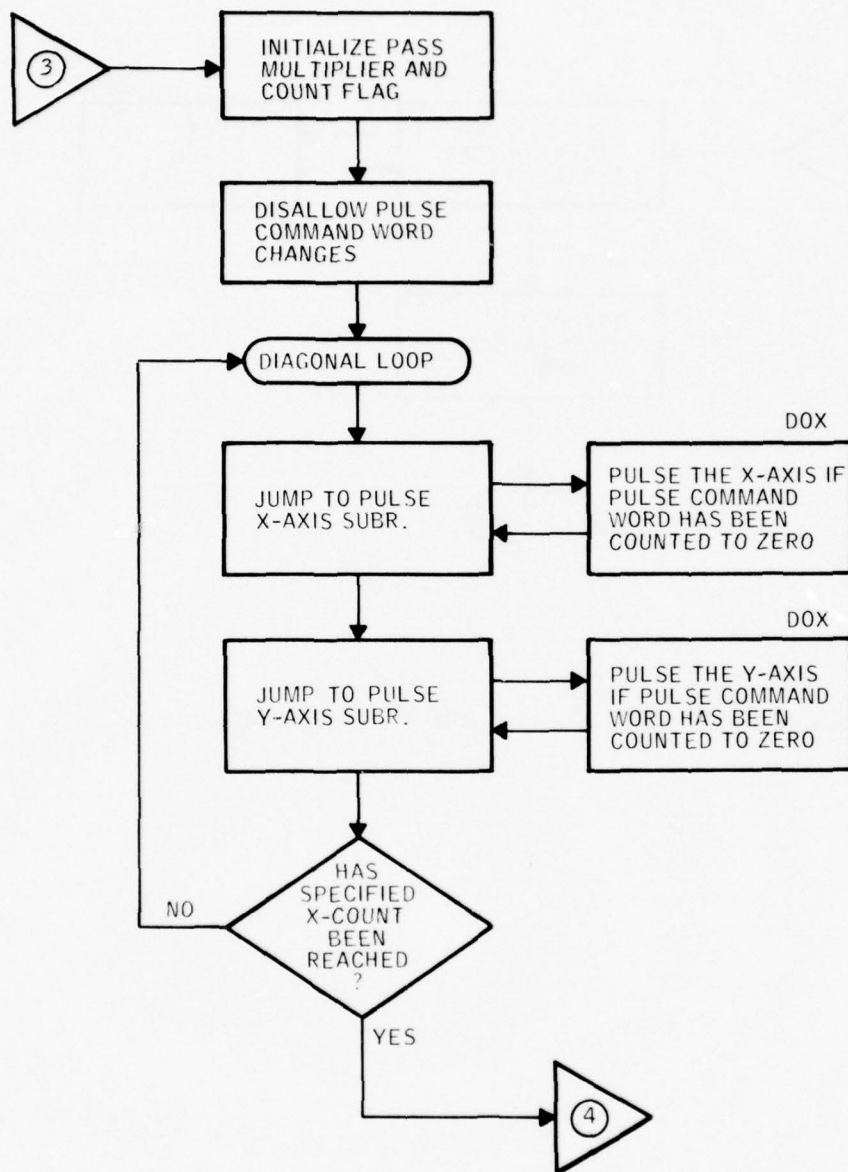 3
INITIALIZE PASS
MULTIPLIER AND
COUNT FLAG
DISALLOW PULSE
COMMAND WORD
CHANGES
DIAGONAL LOOP
JUMP TO PULSE
X-AXIS SUBR.
DOX
PULSE THE X-AXIS IF
PULSE COMMAND
WORD HAS BEEN
COUNTED TO ZERO
JUMP TO PULSE
Y-AXIS SUBR.
DOX
PULSE THE Y-AXIS
IF PULSE COMMAND
WORD HAS BEEN
COUNTED TO ZERO
HAS
SPECIFIED
X-COUNT
BEEN
REACHED
?
NO
YES
4